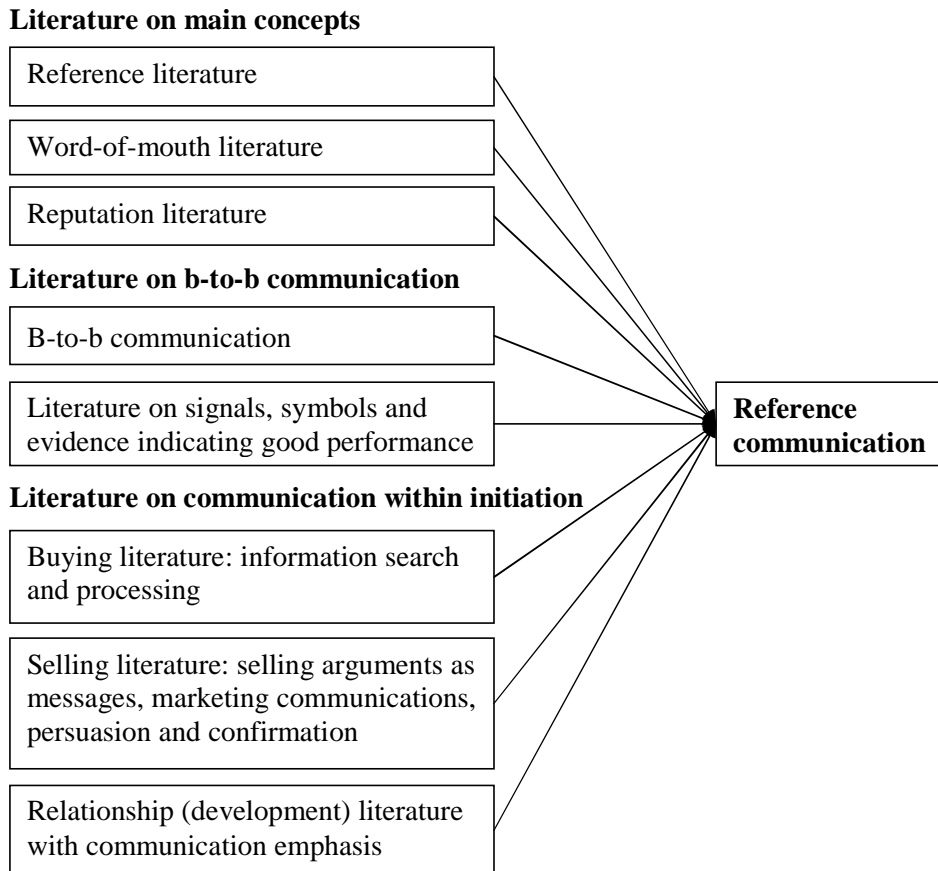 Literature on main concepts
Reference literature
Word-of-mouth literature
Reputation literature
Literature on b-to-b communication
B-to-b communication
Literature on signals, symbols and
evidence indicating good performance
Reference
communication
Literature on communication within initiation
Buying literature: information search
and processing
Selling literature: selling arguments as
messages, marketing communications,
persuasion and confirmation
Relationship (development) literature
with communication emphasis